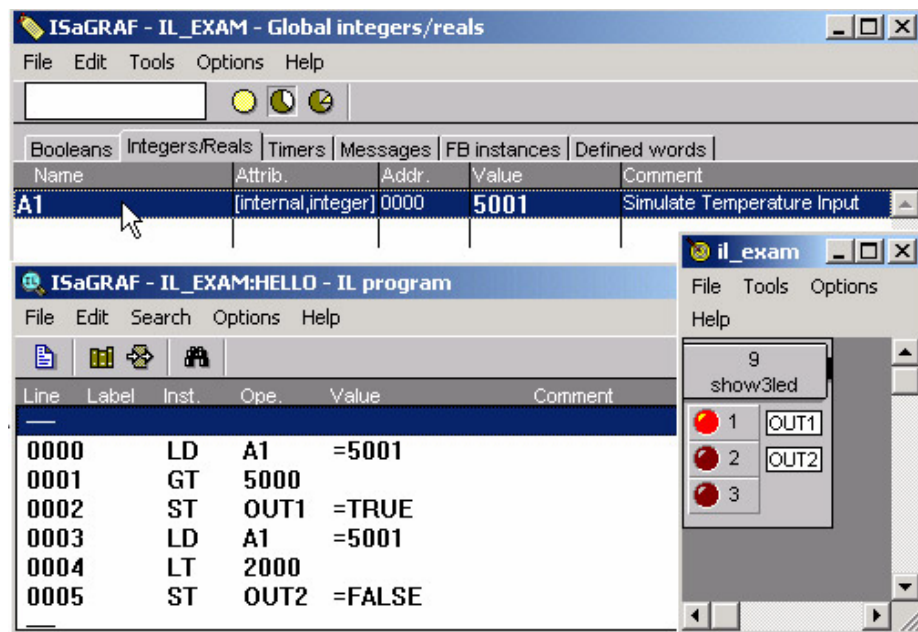 ISaGRAF - IL_EXAM - Global integers/reals
File Edit Tools Options Help
Booleans Integers/Reals Timers Messages FB instances Defined words
Name Attrib. Addr. Value Comment
A1 [internal,integer] 0000 5001 Simulate Temperature Input
ISaGRAF - IL_EXAM:HELLO - IL program
File Edit Search Options Help
Line Label Inst. Ope. Value Comment
0000 LD A1 =5001
0001 GT 5000
0002 ST OUT1 =TRUE
0003 LD A1 =5001
0004 LT 2000
0005 ST OUT2 =FALSE
il_exam
File Tools Options
Help
9
show3led
1 OUT1
2 OUT2
3